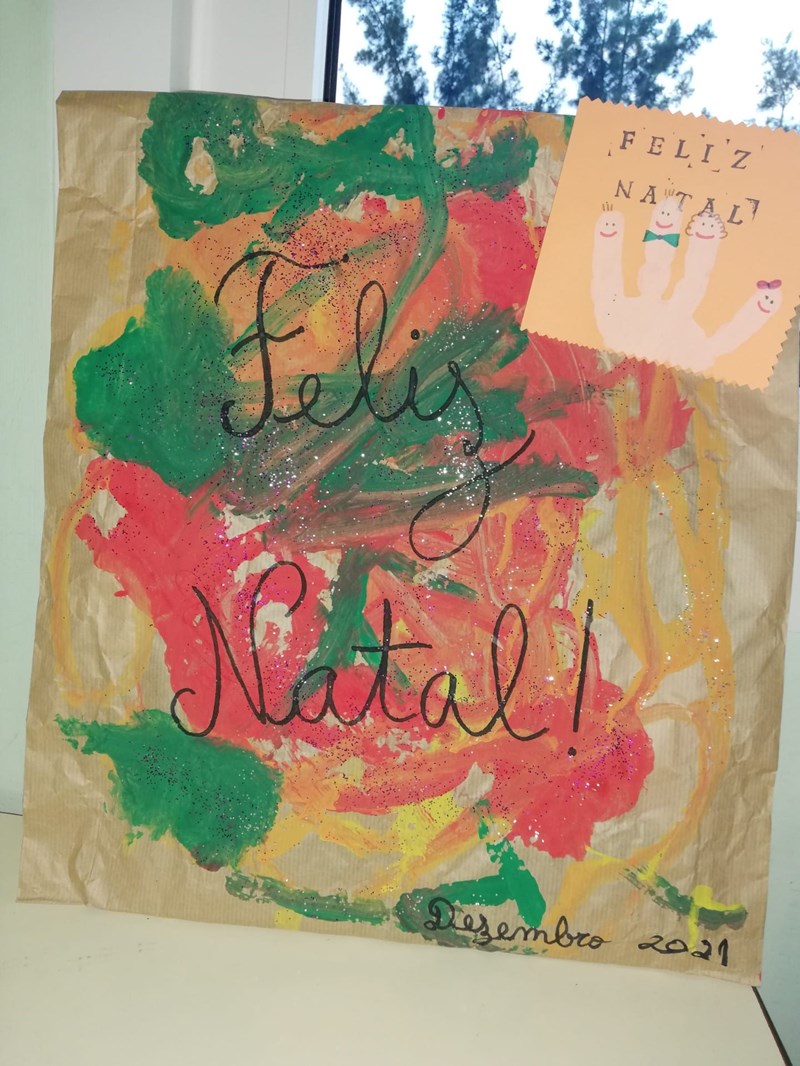 FELIZ
NATAL
Feliz
Natal!
Dezembro 2021